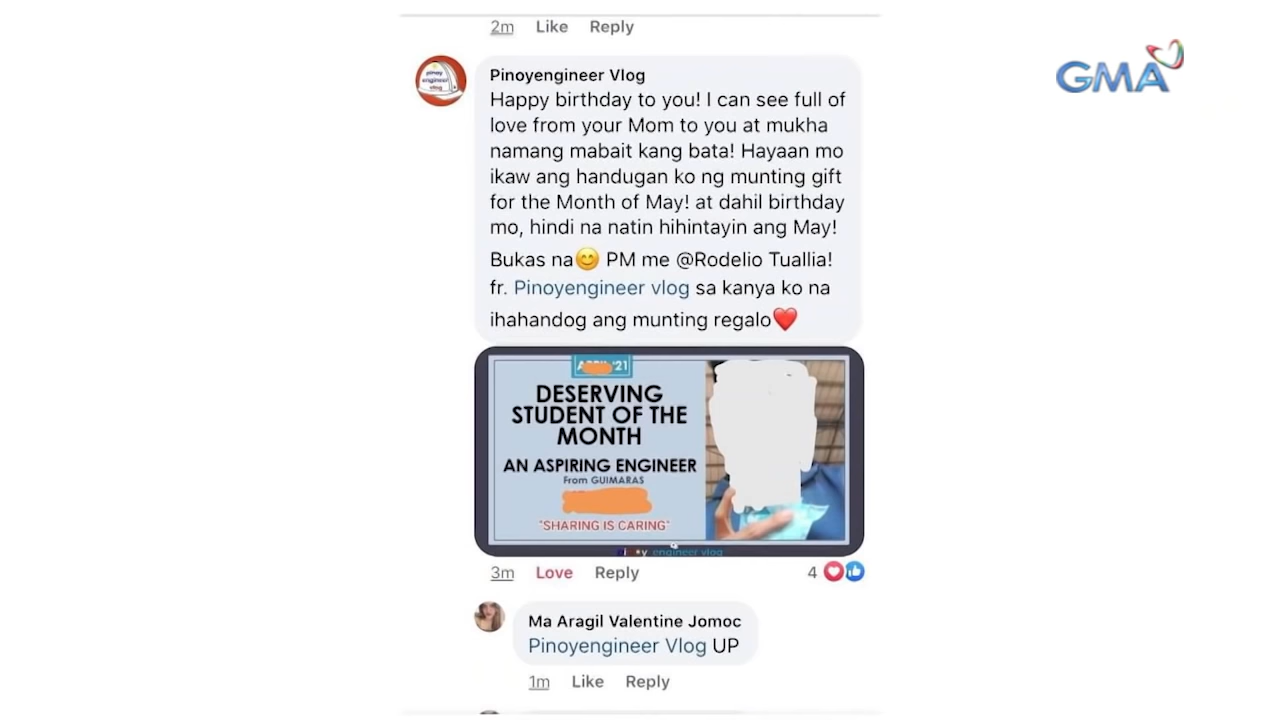 2m Like Reply
GMA
pinoy
engineer
vlog
Pinoyengineer Vlog
Happy birthday to you! I can see full of
love from your Mom to you at mukha
namang mabait kang bata! Hayaan mo
ikaw ang handugan ko ng munting gift
for the Month of May! at dahil birthday
mo, hindi na natin hihintayin ang May!
Bukas na😊 PM me @Rodelio Tuallia!
fr. Pinoyengineer vlog sa kanya ko na
ihahandog ang munting regalo❤️
'21
DESERVING
STUDENT OF THE
MONTH
AN ASPIRING ENGINEER
From GUIMARAS
"SHARING IS CARING"
engineer vlog
3m Love Reply 4
Ma Aragil Valentine Jomoc
Pinoyengineer Vlog UP
1m Like Reply